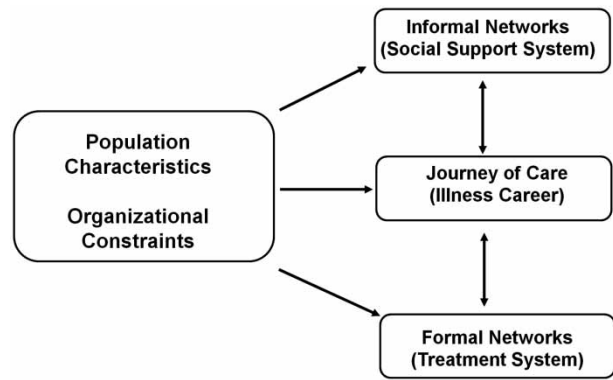 Informal Networks
(Social Support System)
Population
Characteristics
Organizational
Constraints
Journey of Care
(Illness Career)
Formal Networks
(Treatment System)